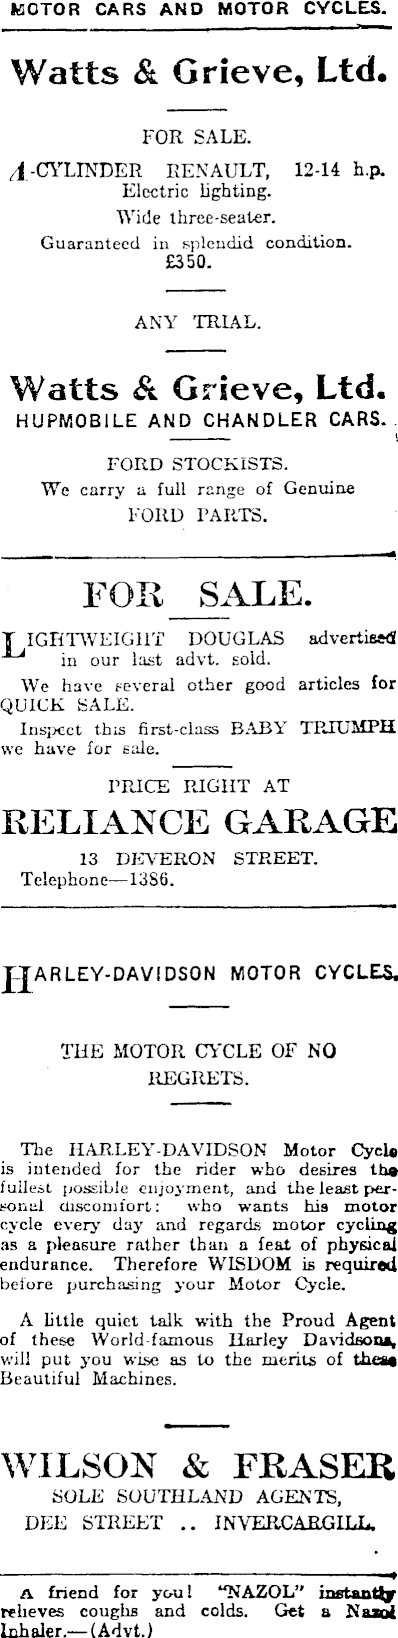 MOTOR CARS AND MOTOR CYCLES.
Watts & Grieve, Ltd.
FOR SALE.
4-CYLINDER RENAULT, 12-14 h.p.
Electric lighting.
Wide three-seater.
Guaranteed in splendid condition.
£350.
ANY TRIAL.
Watts & Grieve, Ltd.
HUPMOBILE AND CHANDLER CARS.
FORD STOCKISTS.
We carry a full range of Genuine
FORD PARTS.
FOR SALE.
LIGHTWEIGHT DOUGLAS advertised
in our last advt. sold.
We have several other good articles for
QUICK SALE.
Inspect this first-class BABY TRIUMPH
we have for sale.
PRICE RIGHT AT
RELIANCE GARAGE
13 DEVERON STREET.
Telephone—1386.
HARLEY-DAVIDSON MOTOR CYCLES.
THE MOTOR CYCLE OF NO
REGRETS.
The HARLEY-DAVIDSON Motor Cycle
is intended for the rider who desires the
fullest possible enjoyment, and the least per-
sonal discomfort: who wants his motor
cycle every day and regards motor cycling
as a pleasure rather than a feat of physical
endurance. Therefore WISDOM is required
before purchasing your Motor Cycle.
A little quiet talk with the Proud Agent
of these World-famous Harley Davidsons,
will put you wise as to the merits of these
Beautiful Machines.
WILSON & FRASER
SOLE SOUTHLAND AGENTS,
DEE STREET .. INVERCARGILL.
A friend for you! "NAZOL" instantly
relieves coughs and colds. Get a Nazol
Inhaler.—(Advt.)